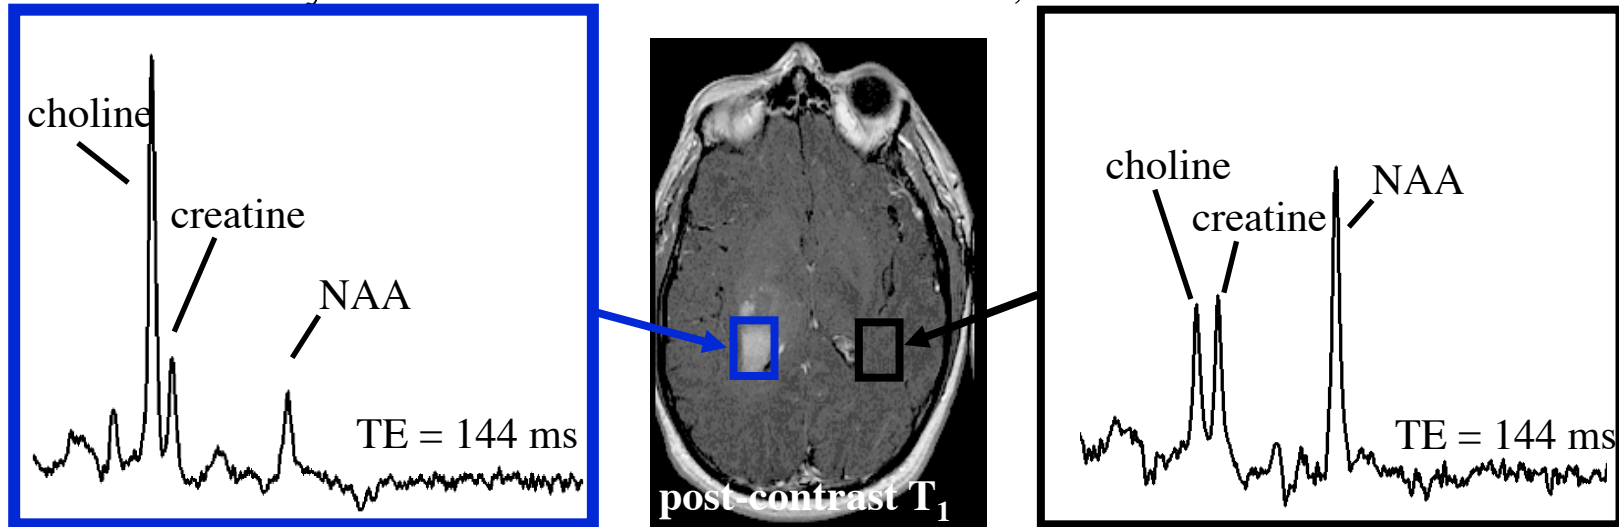 choline
creatine
NAA
TE = 144 ms
post-contrast T1
choline
NAA
creatine
TE = 144 ms